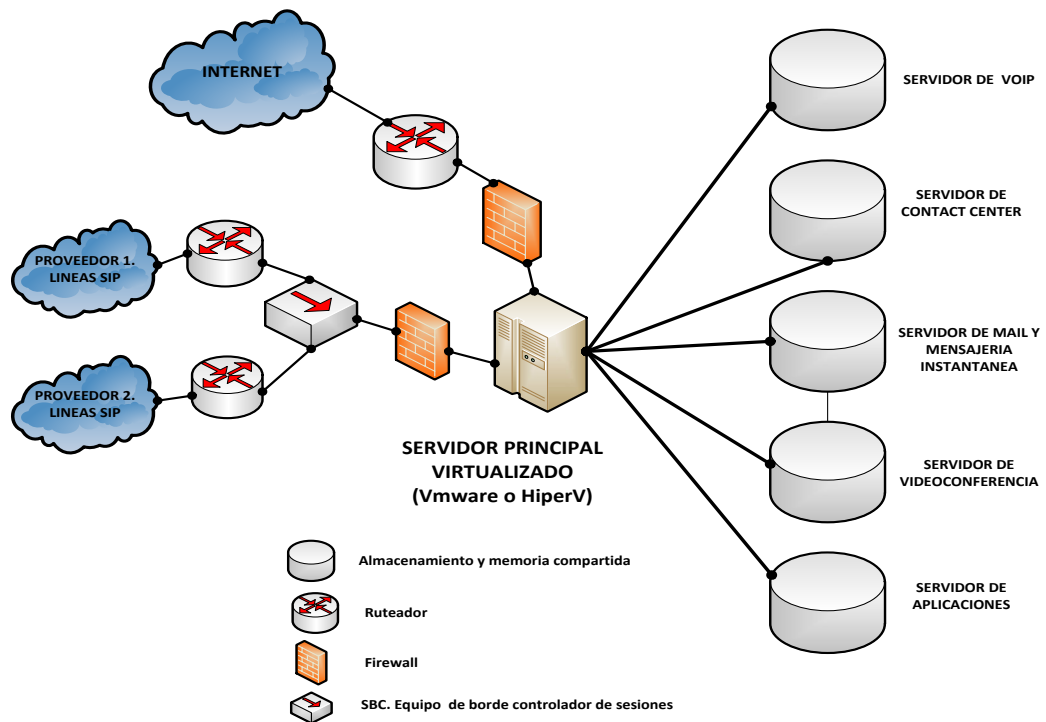 INTERNET
SERVIDOR DE VOIP
SERVIDOR DE
CONTACT CENTER
PROVEEDOR 1.
LINEAS SIP
SERVIDOR DE MAIL Y
MENSAJERIA
INSTANTANEA
PROVEEDOR 2.
LINEAS SIP
SERVIDOR PRINCIPAL
VIRTUALIZADO
(Vmware o HiperV)
SERVIDOR DE
VIDEOCONFERENCIA
SERVIDOR DE
APLICACIONES
Almacenamiento y memoria compartida
Ruteador
Firewall
SBC. Equipo de borde controlador de sesiones